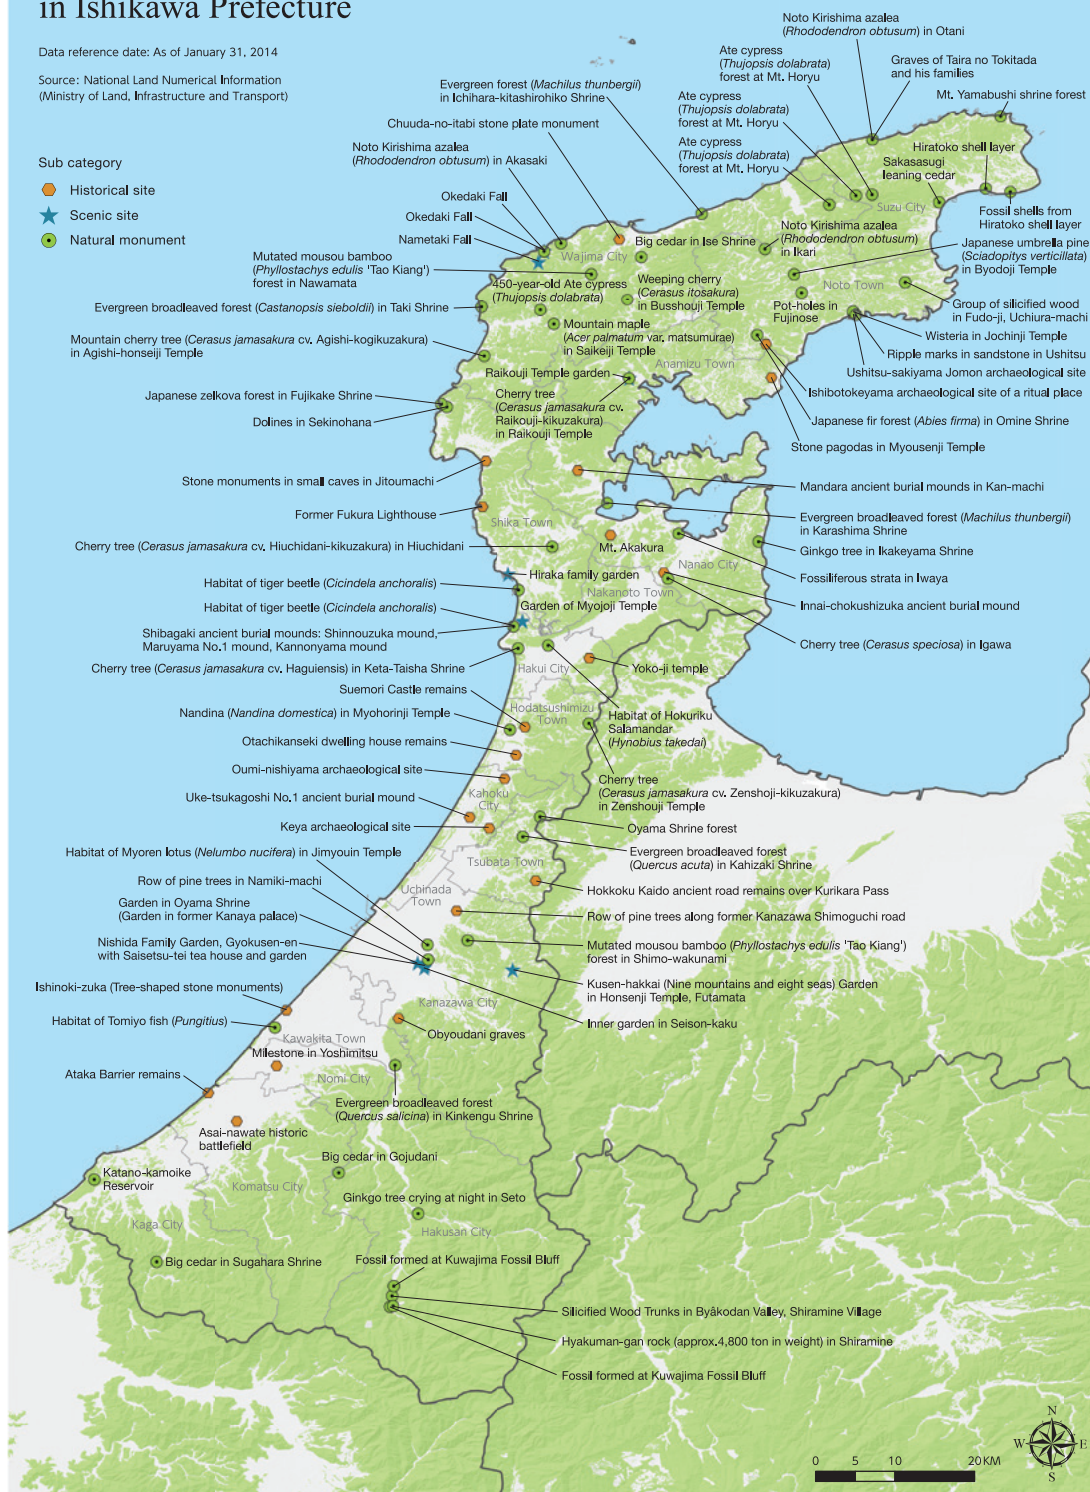 in Ishikawa Prefecture
Data reference date: As of January 31, 2014
Source: National Land Numerical Information
(Ministry of Land, Infrastructure and Transport)
Sub category
Historical site
Scenic site
Natural monument
Noto Kirishima azalea
(Rhododendron obtusum) in Otani
Ate cypress
(Thujopsis dolabrata)
forest at Mt. Horyu
Graves of Taira no Tokitada
and his families
Evergreen forest (Machilus thunbergii)
in Ichihara-kitashirohiko Shrine
Ate cypress
(Thujopsis dolabrata)
forest at Mt. Horyu
Mt. Yamabushi shrine forest
Chuuda-no-itabi stone plate monument
Ate cypress
(Thujopsis dolabrata)
forest at Mt. Horyu
Noto Kirishima azalea
(Rhododendron obtusum) in Akasaki
Hiratoko shell layer
Sakasasugi
leaning cedar
Okedaki Fall
Okedaki Fall
Nametaki Fall
Suzu City
Fossil shells from
Hiratoko shell layer
Noto Kirishima azalea
(Rhododendron obtusum)
in Ikari
Big cedar in Ise Shrine
Wajima City
Japanese umbrella pine
(Sciadopitys verticillata)
in Byodoji Temple
Mutated mousou bamboo
(Phyllostachys edulis 'Tao Kiang')
forest in Nawamata
450-year-old Ate cypress
(Thujopsis dolabrata)
Weeping cherry
(Cerasus itosakura)
in Busshouji Temple
Noto Town
Pot-holes in
Fujinose
Group of silicified wood
in Fudo-ji, Uchiura-machi
Evergreen broadleaved forest (Castanopsis sieboldii) in Taki Shrine
Mountain maple
(Acer palmatum var. matsumurae)
in Saikeiji Temple
Wisteria in Jochinji Temple
Mountain cherry tree (Cerasus jamasakura cv. Agishi-kogikuzakura)
in Agishi-honseiji Temple
Ripple marks in sandstone in Ushitsu
Anamizu Town
Raikouji Temple garden
Ushitsu-sakiyama Jomon archaeological site
Ishibotokeyama archaeological site of a ritual place
Japanese zelkova forest in Fujikake Shrine
Cherry tree
(Cerasus jamasakura cv.
Raikouji-kikuzakura)
in Raikouji Temple
Dolines in Sekinohana
Japanese fir forest (Abies firma) in Omine Shrine
Stone pagodas in Myousenji Temple
Stone monuments in small caves in Jitoumachi
Mandara ancient burial mounds in Kan-machi
Former Fukura Lighthouse
Shika Town
Evergreen broadleaved forest (Machilus thunbergii)
in Karashima Shrine
Cherry tree (Cerasus jamasakura cv. Hiuchidani-kikuzakura) in Hiuchidani
Mt. Akakura
Ginkgo tree in Ikakeyama Shrine
Nanao City
Hiraka family garden
Fossiliferous strata in Iwaya
Habitat of tiger beetle (Cicindela anchoralis)
Nakanoto Town
Innai-chokushizuka ancient burial mound
Habitat of tiger beetle (Cicindela anchoralis)
Garden of Myojoji Temple
Shibagaki ancient burial mounds: Shinnouzuka mound,
Maruyama No.1 mound, Kannonyama mound
Cherry tree (Cerasus speciosa) in Igawa
Cherry tree (Cerasus jamasakura cv. Haguiensis) in Keta-Taisha Shrine
Hakui City
Yoko-ji temple
Suemori Castle remains
Hodatsushimizu
Town
Nandina (Nandina domestica) in Myohorinji Temple
Habitat of Hokuriku
Salamandar
(Hynobius takedai)
Otachikanseki dwelling house remains
Oumi-nishiyama archaeological site
Cherry tree
(Cerasus jamasakura cv. Zenshoji-kikuzakura)
in Zenshouji Temple
Kahoku
City
Uke-tsukagoshi No.1 ancient burial mound
Keya archaeological site
Oyama Shrine forest
Habitat of Myoren lotus (Nelumbo nucifera) in Jimyouin Temple
Tsubata Town
Evergreen broadleaved forest
(Quercus acuta) in Kahizaki Shrine
Row of pine trees in Namiki-machi
Uchinada
Town
Hokkoku Kaido ancient road remains over Kurikara Pass
Garden in Oyama Shrine
(Garden in former Kanaya palace)
Row of pine trees along former Kanazawa Shimoguchi road
Nishida Family Garden, Gyokusen-en
with Saisetsu-tei tea house and garden
Mutated mousou bamboo (Phyllostachys edulis 'Tao Kiang')
forest in Shimo-wakunami
Ishinoki-zuka (Tree-shaped stone monuments)
Kusen-hakkai (Nine mountains and eight seas) Garden
in Honsenji Temple, Futamata
Kanazawa City
Habitat of Tomiyo fish (Pungitius)
Inner garden in Seison-kaku
Kawakita Town
Obyoudani graves
Milestone in Yoshimitsu
Ataka Barrier remains
Nomi City
Evergreen broadleaved forest
(Quercus salicina) in Kinkengu Shrine
Asai-nawate historic
battlefield
Big cedar in Gojudani
Katano-kamoike
Reservoir
Komatsu City
Ginkgo tree crying at night in Seto
Kaga City
Hakusan City
Big cedar in Sugahara Shrine
Fossil formed at Kuwajima Fossil Bluff
Silicified Wood Trunks in Byâkodan Valley, Shiramine Village
Hyakuman-gan rock (approx.4,800 ton in weight) in Shiramine
Fossil formed at Kuwajima Fossil Bluff
N
W
E
S
0 5 10 20KM